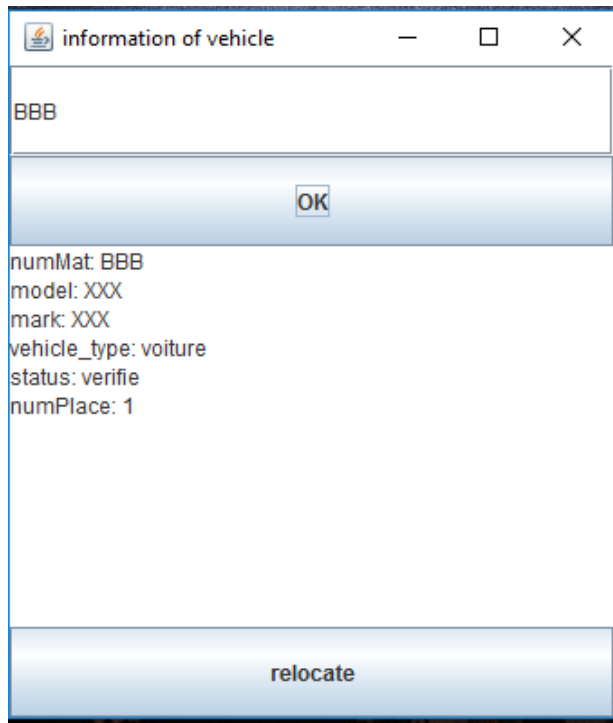 information of vehicle
BBB
OK
numMat: BBB
model: XXX
mark: XXX
vehicle_type: voiture
status: verifie
numPlace: 1
relocate